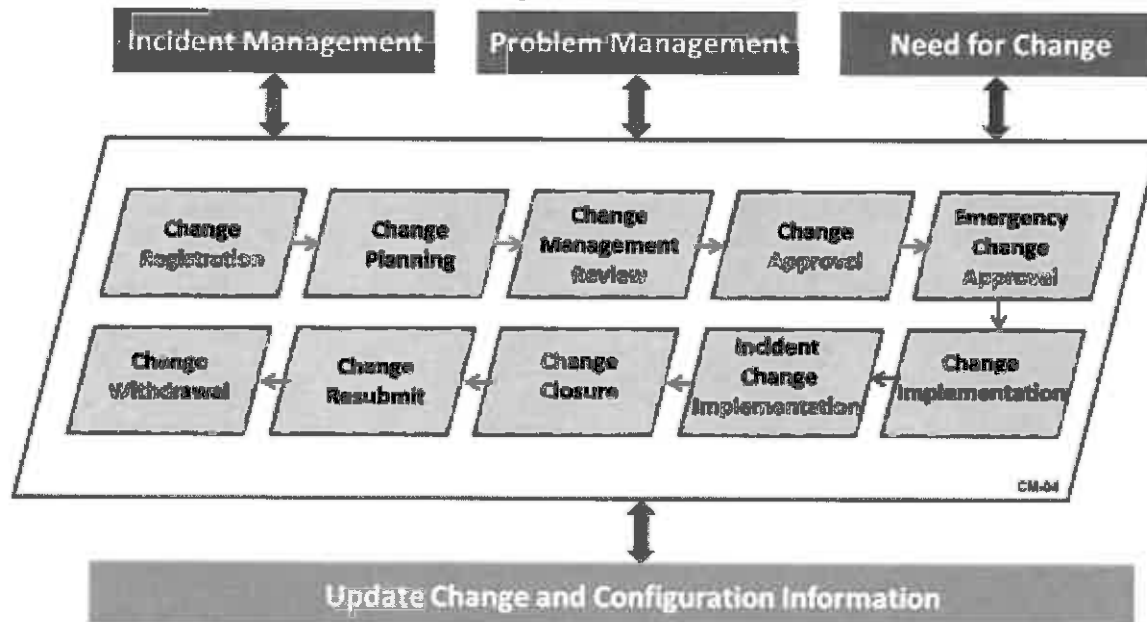 Incident Management
Problem Management
Need for Change
Change
Registration
Change
Planning
Change
Management
Review
Change
Approval
Emergency
Change
Approval
Change
Withdrawal
Change
Resubmit
Change
Closure
Incident
Change
Implementation
Change
Implementation
CM-04
Update Change and Configuration Information